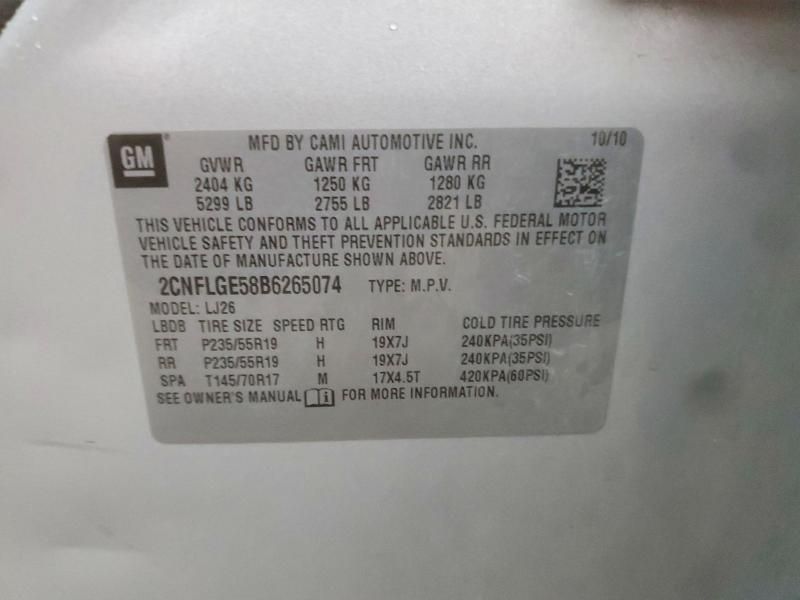 GM
MFD BY CAMI AUTOMOTIVE INC. 10/10
GVWR GAWR FRT GAWR RR
2404 KG 1250 KG 1280 KG
5299 LB 2755 LB 2821 LB
THIS VEHICLE CONFORMS TO ALL APPLICABLE U.S. FEDERAL MOTOR
VEHICLE SAFETY AND THEFT PREVENTION STANDARDS IN EFFECT ON
THE DATE OF MANUFACTURE SHOWN ABOVE.
2CNFLGE58B6265074 TYPE: M.P.V.
MODEL: LJ26
LBDB TIRE SIZE SPEED RTG RIM COLD TIRE PRESSURE
FRT P235/55R19 H 19X7J 240KPA(35PSI)
RR P235/55R19 H 19X7J 240KPA(35PSI)
SPA T145/70R17 M 17X4.5T 420KPA(60PSI)
SEE OWNER'S MANUAL i FOR MORE INFORMATION.